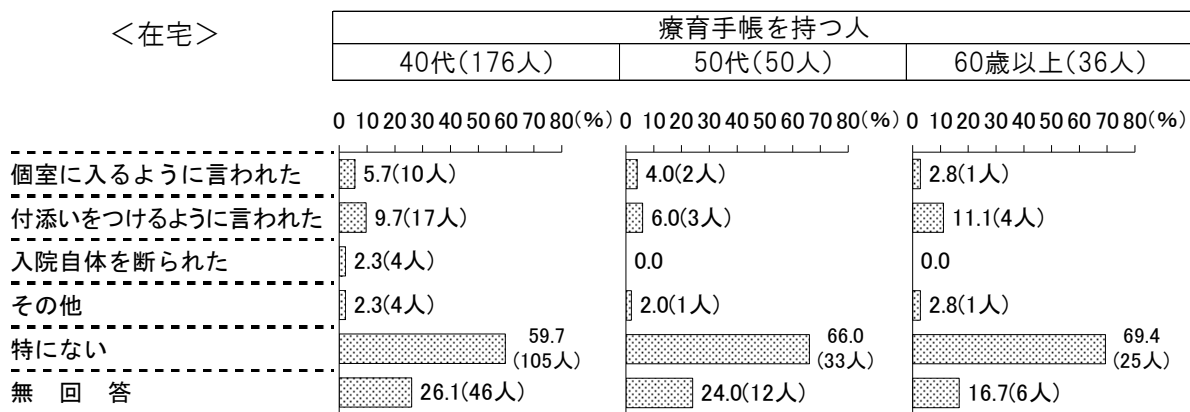 ＜在宅＞
療育手帳を持つ人
40代(176人) 50代(50人) 60歳以上(36人)
0 10 20 30 40 50 60 70 80(%) 0 10 20 30 40 50 60 70 80(%) 0 10 20 30 40 50 60 70 80(%)
個室に入るように言われた 5.7(10人) 4.0(2人) 2.8(1人)
付添いをつけるように言われた 9.7(17人) 6.0(3人) 11.1(4人)
入院自体を断られた 2.3(4人) 0.0 0.0
その他 2.3(4人) 2.0(1人) 2.8(1人)
特にない 59.7(105人) 66.0(33人) 69.4(25人)
無 回 答 26.1(46人) 24.0(12人) 16.7(6人)